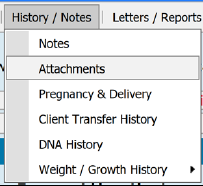 History / Notes Letters / Reports
Notes
Attachments
Pregnancy & Delivery
Client Transfer History
DNA History
Weight / Growth History